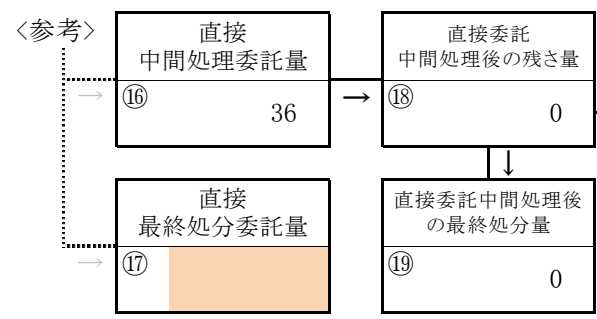 〈参考〉
直接
中間処理委託量
→
⑯
36
→
直接委託
中間処理後の残さ量
⑱
0
↓
直接
最終処分委託量
→
⑰
直接委託中間処理後
の最終処分量
⑲
0